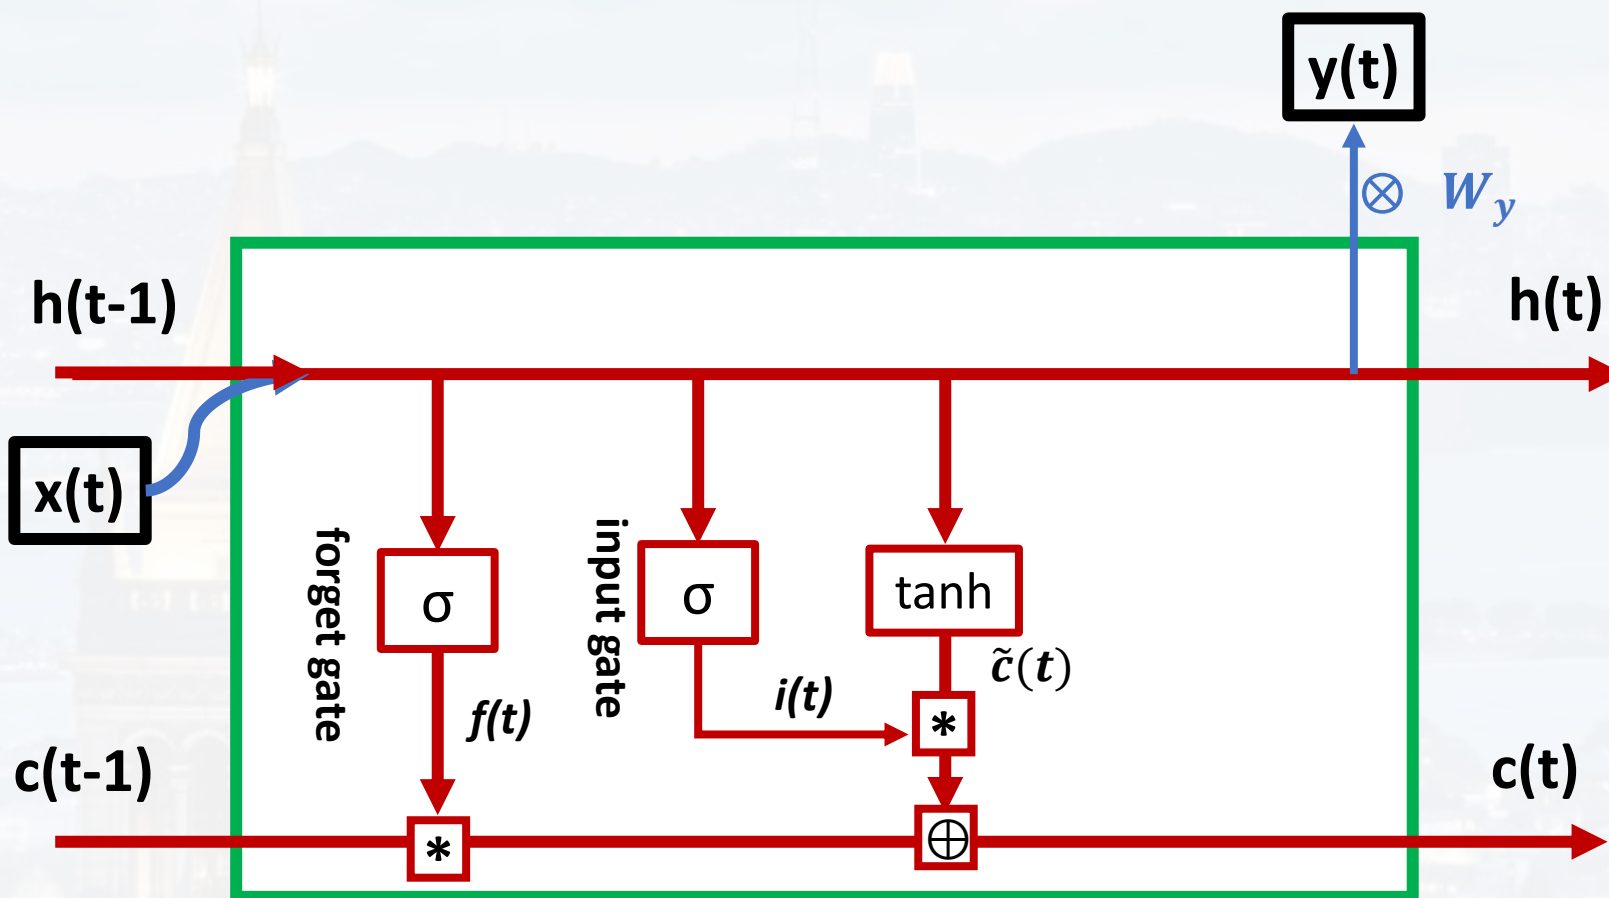 y(t)
⊗ W_y
h(t-1)
h(t)
x(t)
forget gate
σ
input gate
σ
tanh
c̃(t)
f(t)
i(t)
*
c(t-1)
c(t)
*
⊕